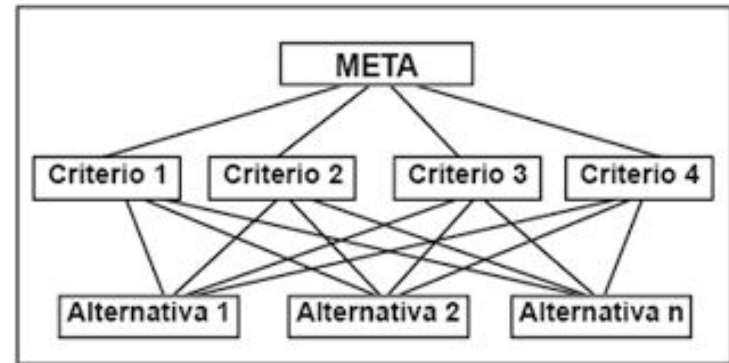 META
Criterio 1 Criterio 2 Criterio 3 Criterio 4
Alternativa 1 Alternativa 2 Alternativa n